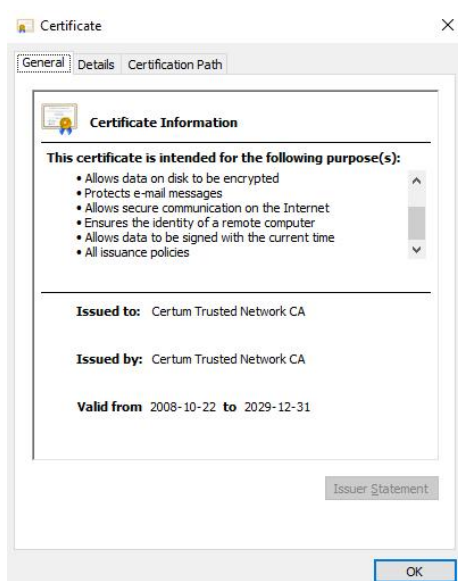 Certificate
General Details Certification Path
Certificate Information
This certificate is intended for the following purpose(s):
• Allows data on disk to be encrypted
• Protects e-mail messages
• Allows secure communication on the Internet
• Ensures the identity of a remote computer
• Allows data to be signed with the current time
• All issuance policies
Issued to: Certum Trusted Network CA
Issued by: Certum Trusted Network CA
Valid from 2008-10-22 to 2029-12-31
Issuer Statement
OK